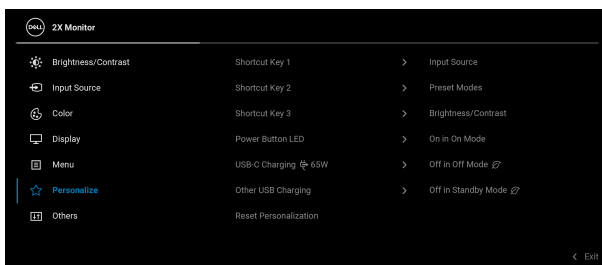 DELL 2X Monitor
Brightness/Contrast Shortcut Key 1 > Input Source
Input Source Shortcut Key 2 > Preset Modes
Color Shortcut Key 3 > Brightness/Contrast
Display Power Button LED > On in On Mode
Menu USB-C Charging 65W > Off in Off Mode
Personalize Other USB Charging > Off in Standby Mode
Others Reset Personalization
< Exit